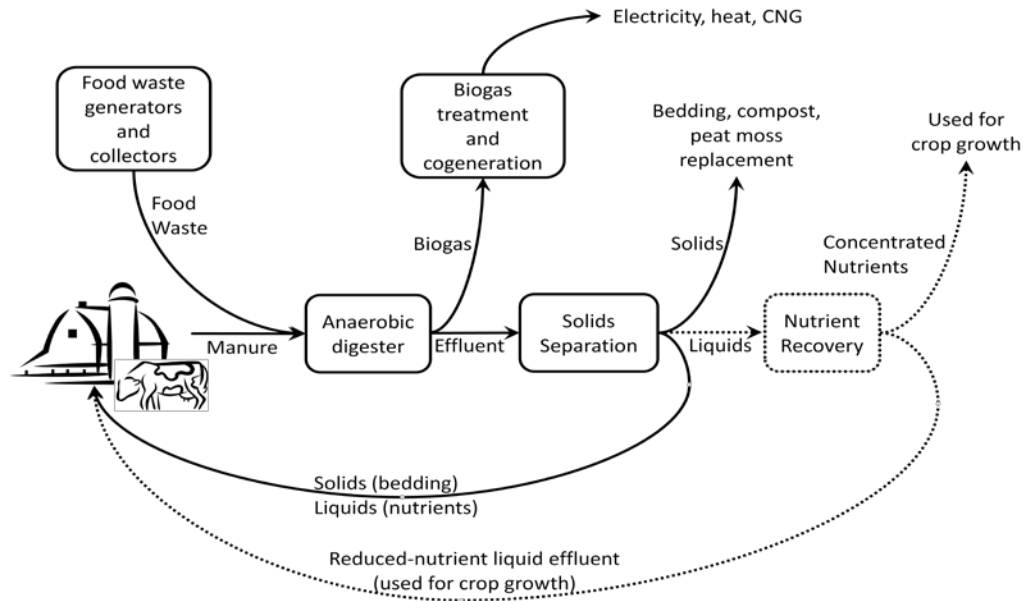 Electricity, heat, CNG
Food waste
generators
and
collectors
Biogas
treatment
and
cogeneration
Bedding, compost,
peat moss
replacement
Used for
crop growth
Food
Waste
Biogas
Solids
Concentrated
Nutrients
Manure
Anaerobic
digester
Effluent
Solids
Separation
Liquids
Nutrient
Recovery
Solids (bedding)
Liquids (nutrients)
Reduced-nutrient liquid effluent
(used for crop growth)